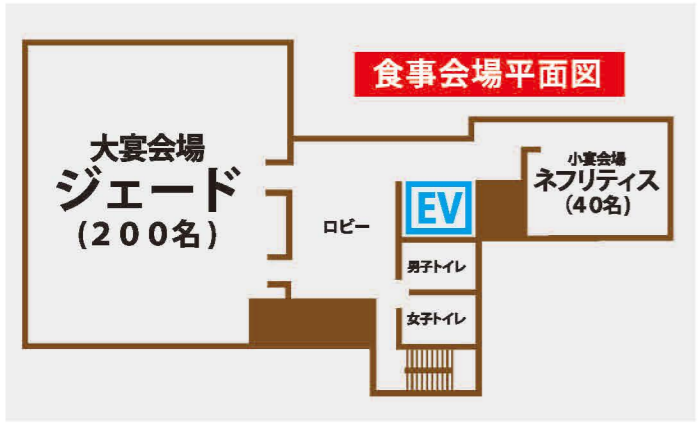 食事会場平面図
大宴会場
ジェード
(200名)
小宴会場
ネフリティス
(40名)
EV
ロビー
男子トイレ
女子トイレ